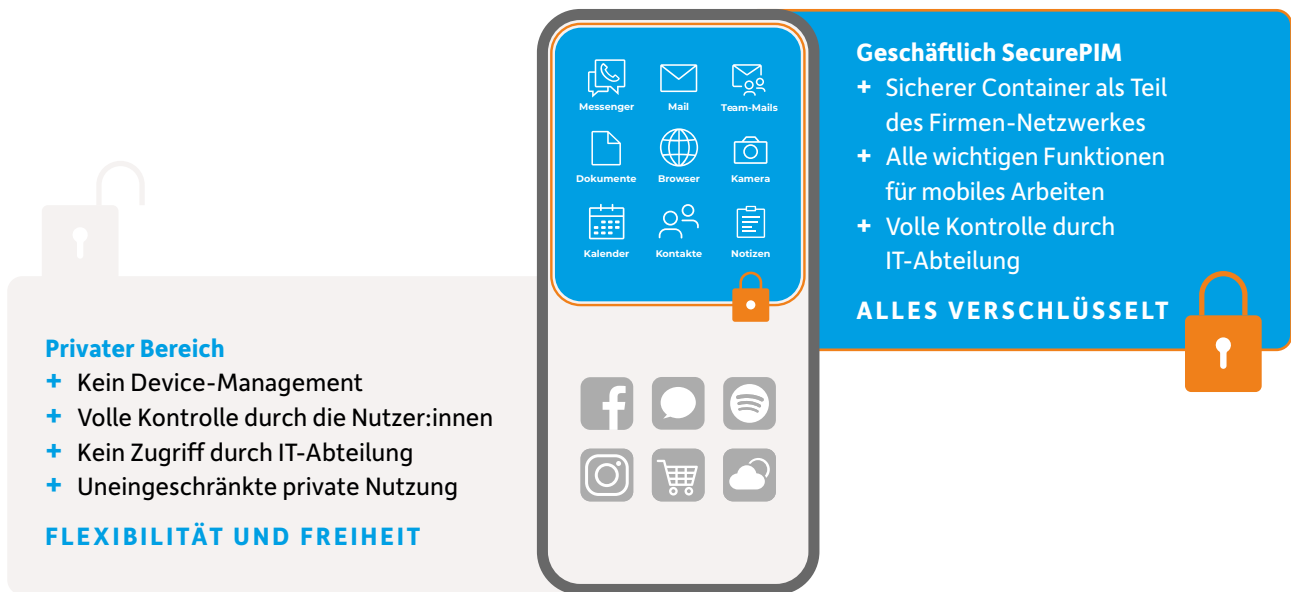 Geschäftlich SecurePIM
+ Sicherer Container als Teil
des Firmen-Netzwerkes
+ Alle wichtigen Funktionen
für mobiles Arbeiten
+ Volle Kontrolle durch
IT-Abteilung
ALLES VERSCHLÜSSELT
Messenger Mail Team-Mails
Dokumente Browser Kamera
Kalender Kontakte Notizen
Privater Bereich
+ Kein Device-Management
+ Volle Kontrolle durch die Nutzer:innen
+ Kein Zugriff durch IT-Abteilung
+ Uneingeschränkte private Nutzung
FLEXIBILITÄT UND FREIHEIT